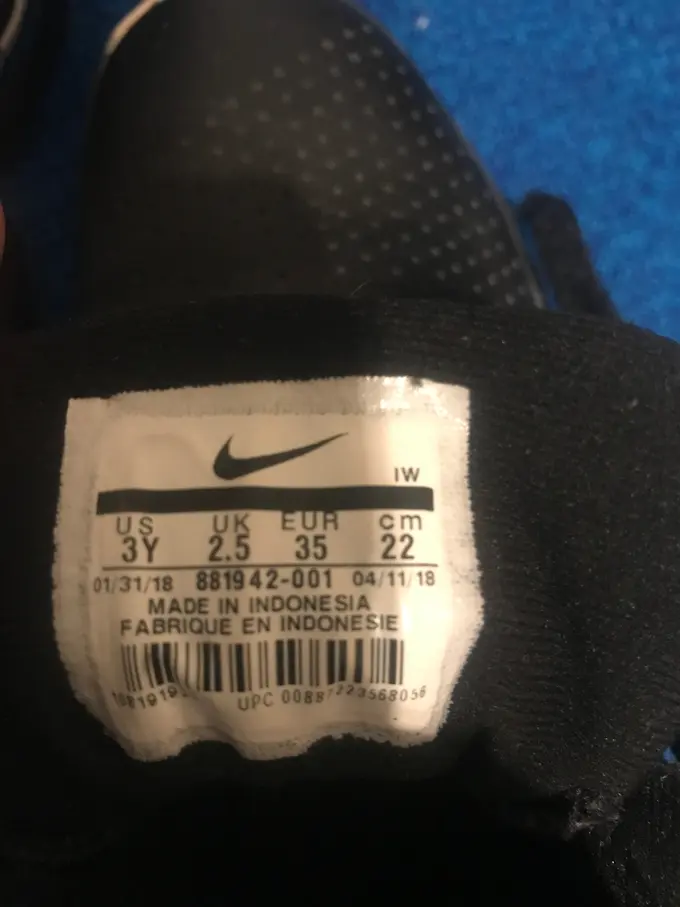 IW
US UK EUR cm
3Y 2.5 35 22
01/31/18 881942-001 04/11/18
MADE IN INDONESIA
FABRIQUE EN INDONESIE
UPC